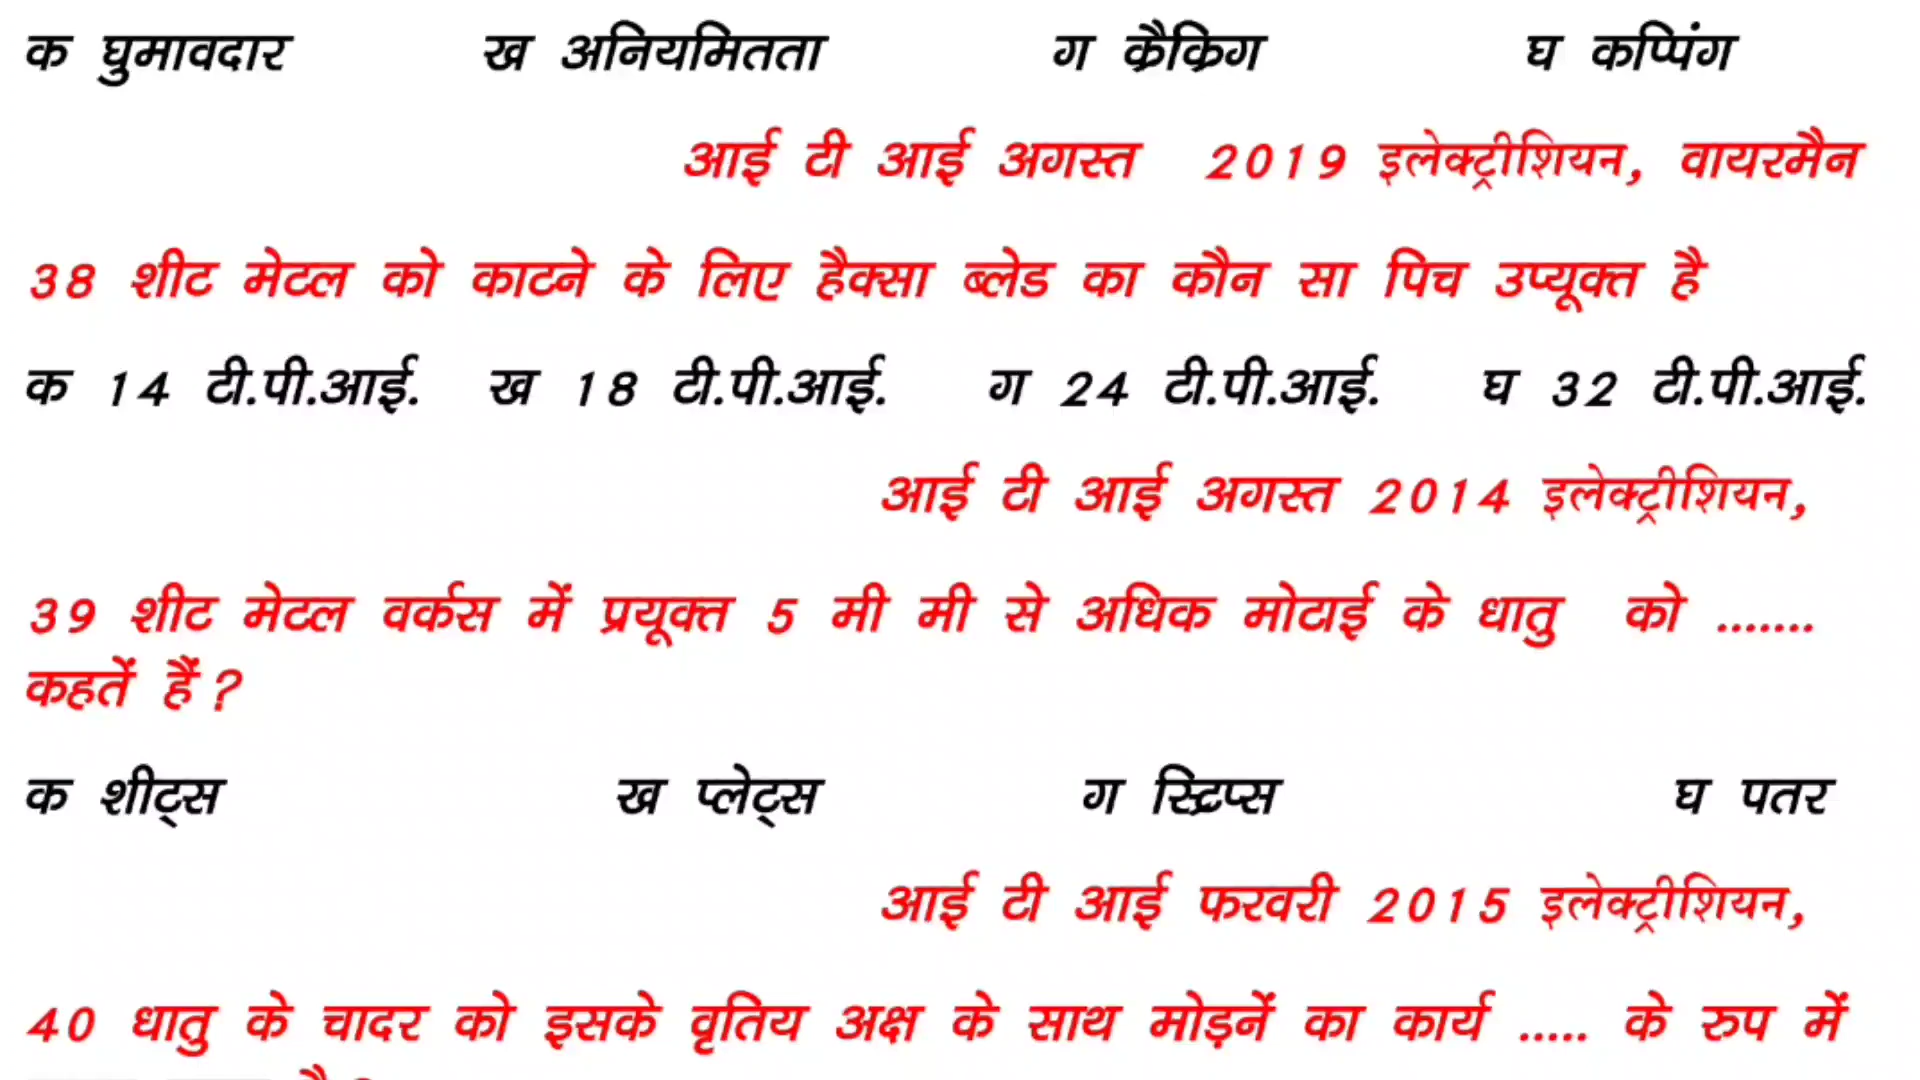 क घुमावदार ख अनियमितता ग क्रैकिंग घ कप्पिंग
आई टी आई अगस्त 2019 इलेक्ट्रीशियन, वायरमैन
38 शीट मेटल को काटने के लिए हैक्सा ब्लेड का कौन सा पिच उप्यूक्त है
क 14 टी.पी.आई. ख 18 टी.पी.आई. ग 24 टी.पी.आई. घ 32 टी.पी.आई.
आई टी आई अगस्त 2014 इलेक्ट्रीशियन,
39 शीट मेटल वर्कस में प्रयूक्त 5 मी मी से अधिक मोटाई के धातु को .......
कहतें हैं?
क शीट्स ख प्लेट्स ग स्ट्रिप्स घ पतर
आई टी आई फरवरी 2015 इलेक्ट्रीशियन,
40 धातु के चादर को इसके वृतिय अक्ष के साथ मोड़नें का कार्य ..... के रुप में